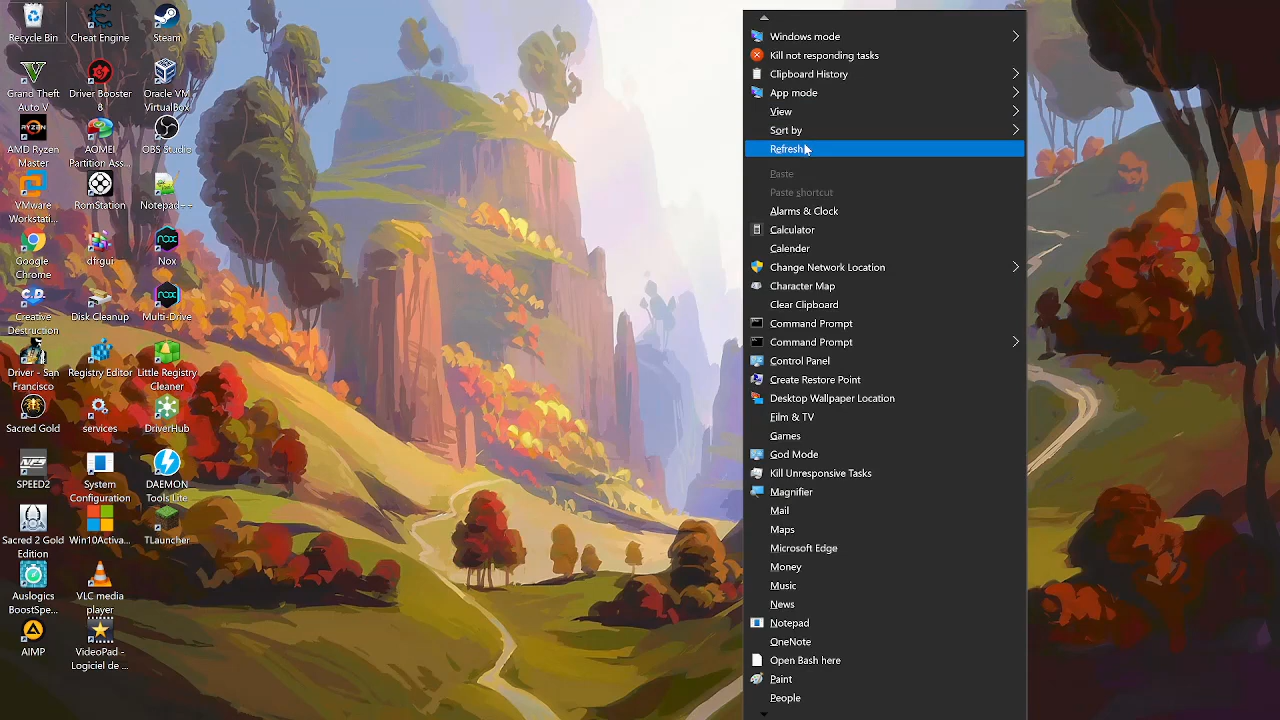 Recycle Bin
Cheat Engine
Steam
Grand Theft
Auto V
Driver Booster
8
Oracle VM
VirtualBox
AMD Ryzen
Master
AOMEI
Partition Ass...
OBS Studio
VMware
Workstati...
RomStation
Notepad++
Google
Chrome
dfrgui
Nox
Creative
Destruction
Disk Cleanup
Multi-Drive
Driver - San
Francisco
Registry Editor
Little Registry
Cleaner
Sacred Gold
services
DriverHub
SPEED2
System
Configuration
DAEMON
Tools Lite
Sacred 2 Gold
Edition
Win10Activa...
TLauncher
Auslogics
BoostSpe...
VLC media
player
AIMP
VideoPad -
Logiciel de ...
Windows mode
Kill not responding tasks
Clipboard History
App mode
View
Sort by
Refresh
Paste
Paste shortcut
Alarms & Clock
Calculator
Calender
Change Network Location
Character Map
Clear Clipboard
Command Prompt
Command Prompt
Control Panel
Create Restore Point
Desktop Wallpaper Location
Film & TV
Games
God Mode
Kill Unresponsive Tasks
Magnifier
Mail
Maps
Microsoft Edge
Money
Music
News
Notepad
OneNote
Open Bash here
Paint
People